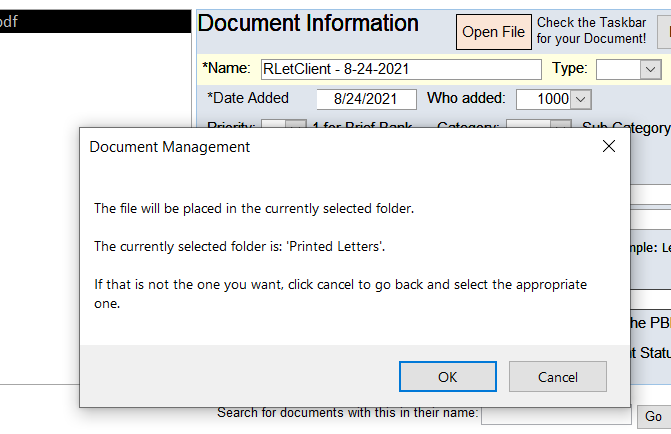 odf
Document Information
Open File
Check the Taskbar
for your Document!
*Name: RLetClient - 8-24-2021 Type:
*Date Added 8/24/2021 Who added: 1000
Priority: 1 for Brief Bank Category: Sub Category
Document Management
The file will be placed in the currently selected folder.
The currently selected folder is: 'Printed Letters'.
mple: Le
If that is not the one you want, click cancel to go back and select the appropriate
one.
he PBI
t Statu
OK Cancel
Search for documents with this in their name: Go